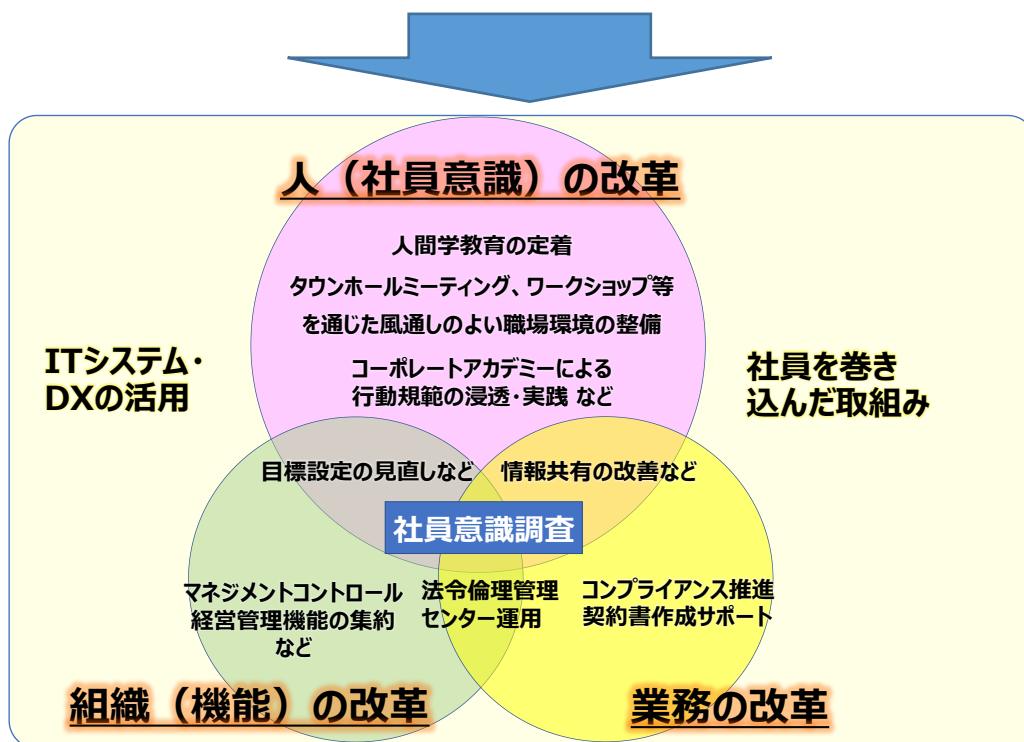 人（社員意識）の改革
人間学教育の定着
タウンホールミーティング、ワークショップ等
を通じた風通しのよい職場環境の整備
コーポレートアカデミーによる
行動規範の浸透・実践 など
ITシステム・
DXの活用
社員を巻き
込んだ取組み
目標設定の見直しなど
情報共有の改善など
社員意識調査
マネジメントコントロール
経営管理機能の集約
など
法令倫理管理
センター運用
コンプライアンス推進
契約書作成サポート
組織（機能）の改革
業務の改革